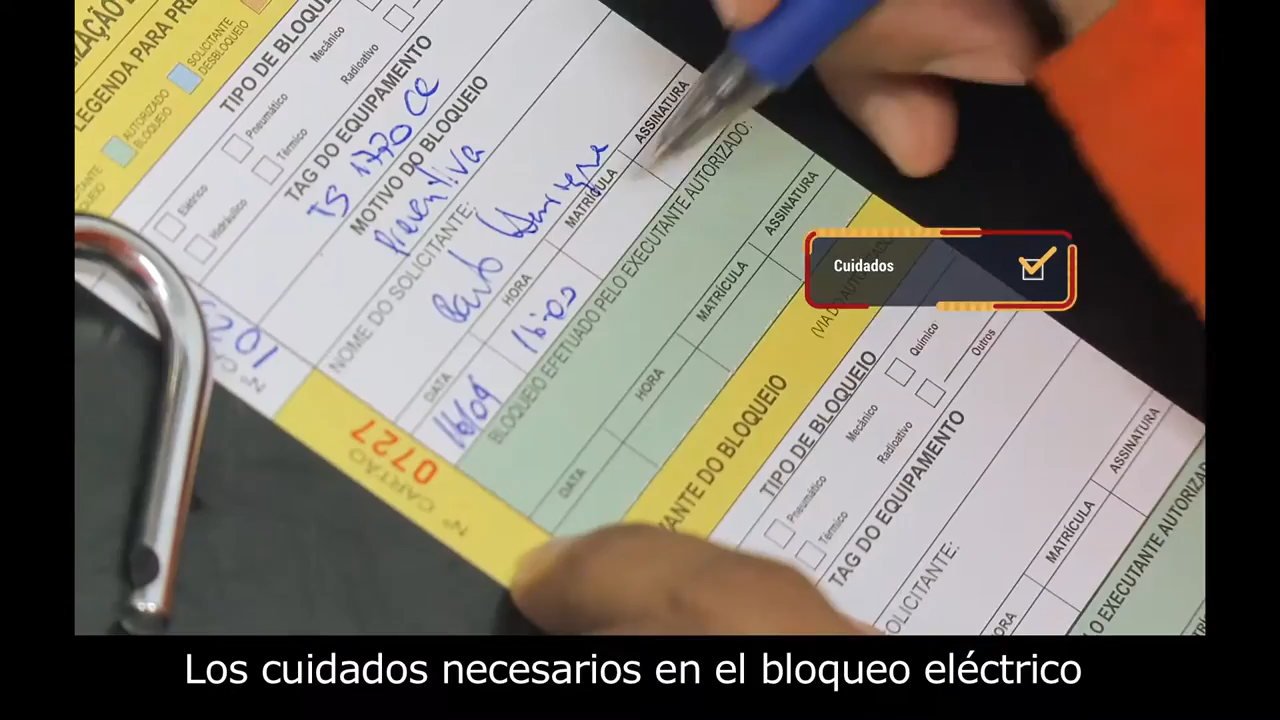 LEGENDA PARA
SOLICITANTE
DESBLOQUEIO
AUTORIZADO
BLOQUEIO
TIPO DE BLOQUEIO
Mecânico
Radioativo
Pneumático
Térmico
Elétrico
Hidráulico
TAG DO EQUIPAMENTO
TS 1770CE
MOTIVO DO BLOQUEIO
Preventiva
NOME DO SOLICITANTE:
DATA
HORA
MATRÍCULA
ASSINATURA
16/09
16:00
BLOQUEIO EFETUADO PELO EXECUTANTE AUTORIZADO:
DATA
HORA
MATRÍCULA
ASSINATURA
Nº CARTÃO
0727
DO BLOQUEIO
TIPO DE BLOQUEIO
Químico
Outros
Mecânico
Radioativo
Pneumático
Térmico
TAG DO EQUIPAMENTO
SOLICITANTE:
MATRÍCULA
ASSINATURA
Cuidados
Los cuidados necesarios en el bloqueo eléctrico